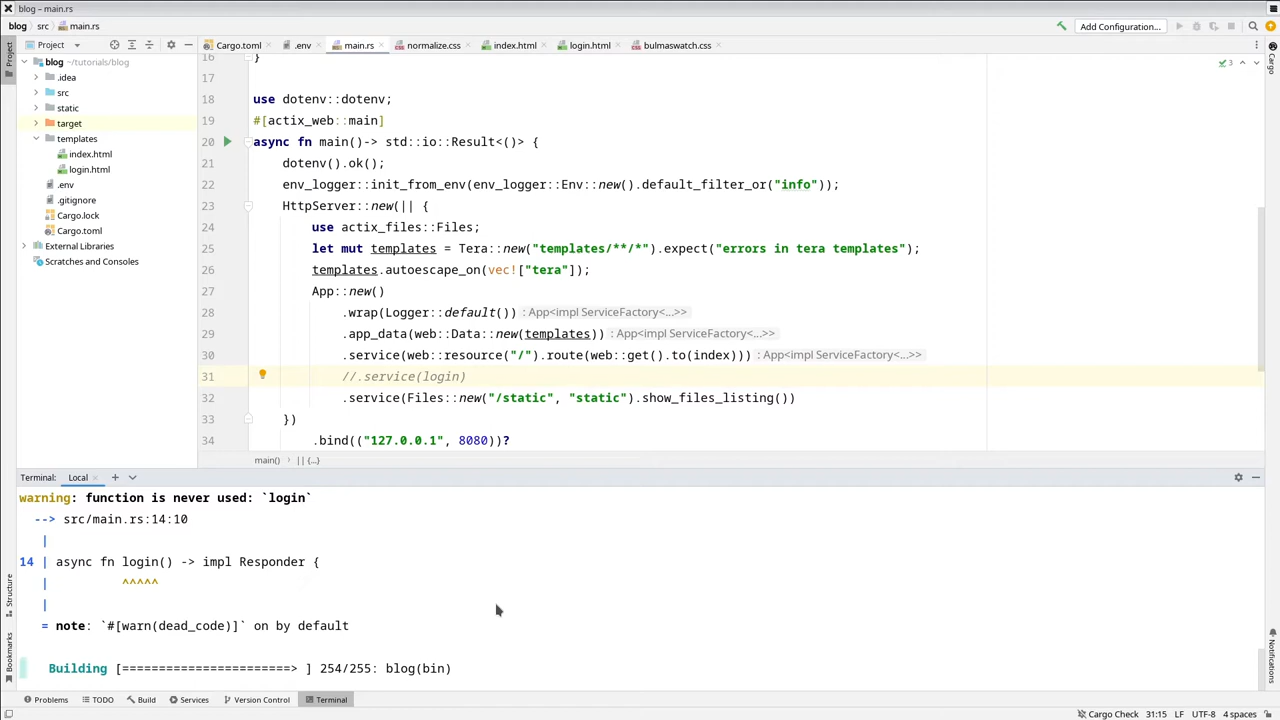 blog – main.rs
blog
src
main.rs
Add Configuration...
Project
Cargo.toml
.env
main.rs
normalize.css
index.html
login.html
bulmaswatch.css
Project
Cargo
blog ~/tutorials/blog
.idea
src
static
target
templates
index.html
login.html
.env
.gitignore
Cargo.lock
Cargo.toml
External Libraries
Scratches and Consoles
3
16 }
17
18 use dotenv::dotenv;
19 #[actix_web::main]
20 async fn main()-> std::io::Result<()> {
21 dotenv().ok();
22 env_logger::init_from_env(env_logger::Env::new().default_filter_or("info"));
23 HttpServer::new(|| {
24 use actix_files::Files;
25 let mut templates = Tera::new("templates/**/*").expect("errors in tera templates");
26 templates.autoescape_on(vec!["tera"]);
27 App::new()
28 .wrap(Logger::default()) : App<impl ServiceFactory<...>>
29 .app_data(web::Data::new(templates)) : App<impl ServiceFactory<...>>
30 .service(web::resource("/").route(web::get().to(index))) : App<impl ServiceFactory<...>>
31 //.service(login)
32 .service(Files::new("/static", "static").show_files_listing())
33 })
34 .bind(("127.0.0.1", 8080))?
main()
|| {...}
Terminal:
Local
warning: function is never used: `login`
--> src/main.rs:14:10
|
14 | async fn login() -> impl Responder {
| ^^^^^
|
= note: `#[warn(dead_code)]` on by default
Building [=======================> ] 254/255: blog(bin)
Structure
Bookmarks
Notifications
Problems
TODO
Build
Services
Version Control
Terminal
Cargo Check
31:15
LF
UTF-8
4 spaces